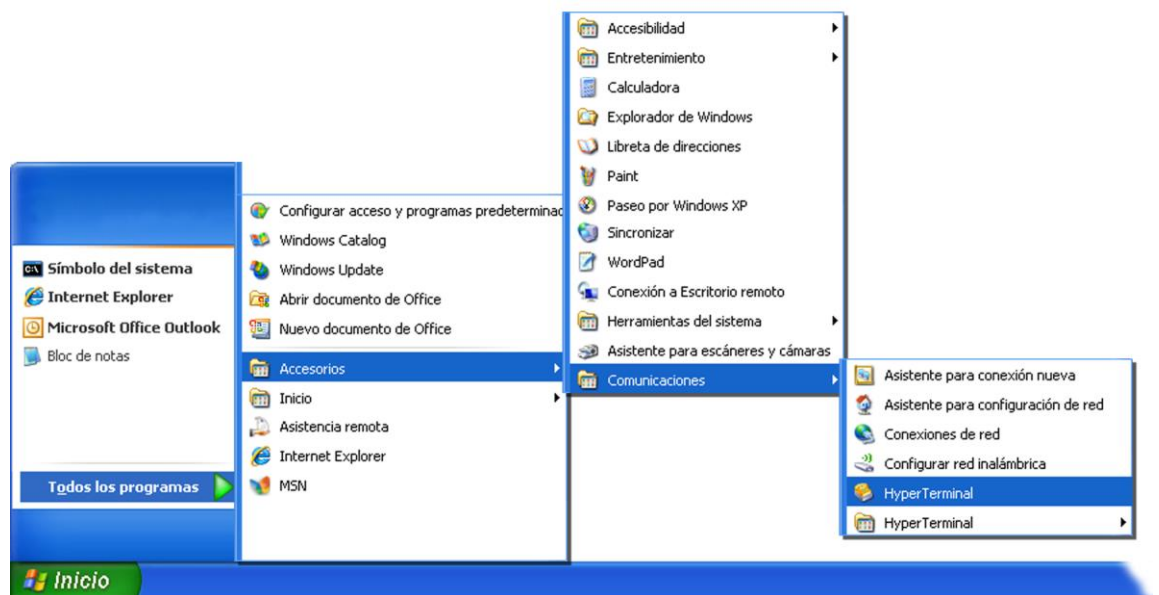 Símbolo del sistema
Internet Explorer
Microsoft Office Outlook
Bloc de notas
Todos los programas
Inicio
Configurar acceso y programas predeterminad
Windows Catalog
Windows Update
Abrir documento de Office
Nuevo documento de Office
Accesorios
Inicio
Asistencia remota
Internet Explorer
MSN
Accesibilidad
Entretenimiento
Calculadora
Explorador de Windows
Libreta de direcciones
Paint
Paseo por Windows XP
Sincronizar
WordPad
Conexión a Escritorio remoto
Herramientas del sistema
Asistente para escáneres y cámaras
Comunicaciones
Asistente para conexión nueva
Asistente para configuración de red
Conexiones de red
Configurar red inalámbrica
HyperTerminal
HyperTerminal